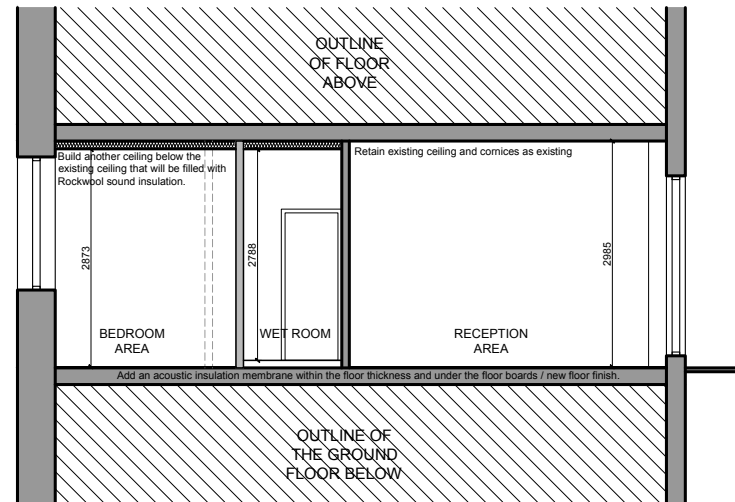 OUTLINE
OF FLOOR
ABOVE
Build another ceiling below the
existing ceiling that will be filled with
Rockwool sound insulation.
Retain existing ceiling and cornices as existing
2873
2788
2985
BEDROOM
AREA
WET ROOM
RECEPTION
AREA
Add an acoustic insulation membrane within the floor thickness and under the floor boards / new floor finish.
OUTLINE OF
THE GROUND
FLOOR BELOW